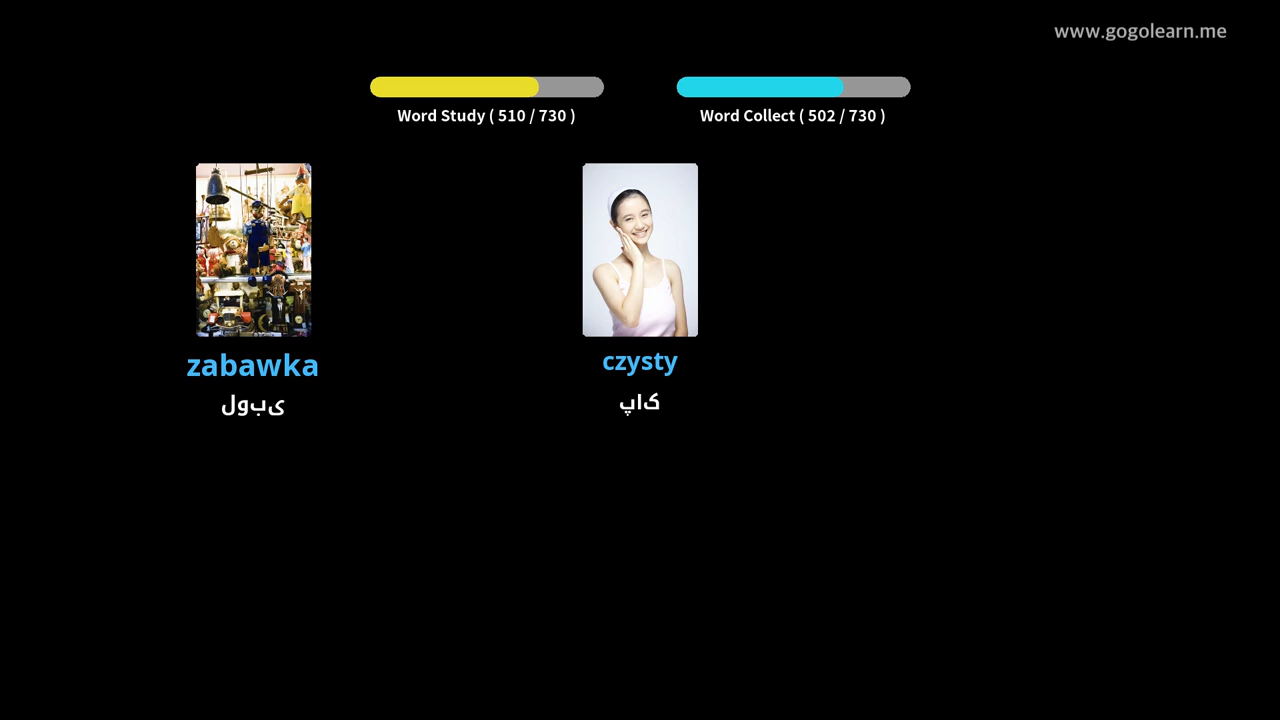 www.gogolearn.me
Word Study ( 510 / 730 )
Word Collect ( 502 / 730 )
zabawka
یبول
czysty
کاپ